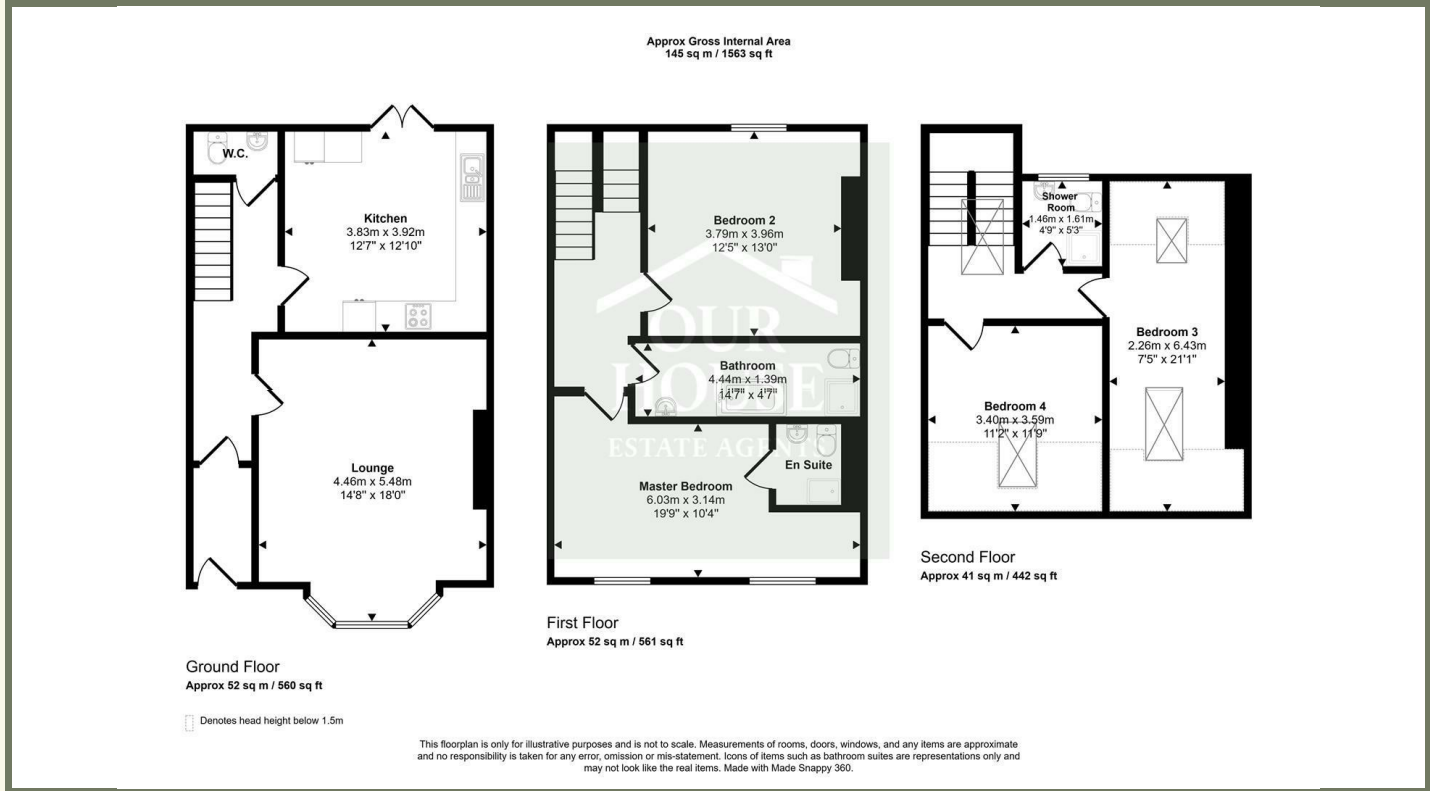 Approx Gross Internal Area
145 sq m / 1563 sq ft
W.C.
Kitchen
3.83m x 3.92m
12'7" x 12'10"
Lounge
4.46m x 5.48m
14'8" x 18'0"
Ground Floor
Approx 52 sq m / 560 sq ft
Denotes head height below 1.5m
Bedroom 2
3.79m x 3.96m
12'5" x 13'0"
OUR
HOUSE
ESTATE AGENTS
Bathroom
4.44m x 1.39m
14'7" x 4'7"
En Suite
Master Bedroom
6.03m x 3.14m
19'9" x 10'4"
First Floor
Approx 52 sq m / 561 sq ft
Shower
Room
1.46m x 1.61m
4'9" x 5'3"
Bedroom 3
2.26m x 6.43m
7'5" x 21'1"
Bedroom 4
3.40m x 3.59m
11'2" x 11'9"
Second Floor
Approx 41 sq m / 442 sq ft
This floorplan is only for illustrative purposes and is not to scale. Measurements of rooms, doors, windows, and any items are approximate
and no responsibility is taken for any error, omission or mis-statement. Icons of items such as bathroom suites are representations only and
may not look like the real items. Made with Made Snappy 360.